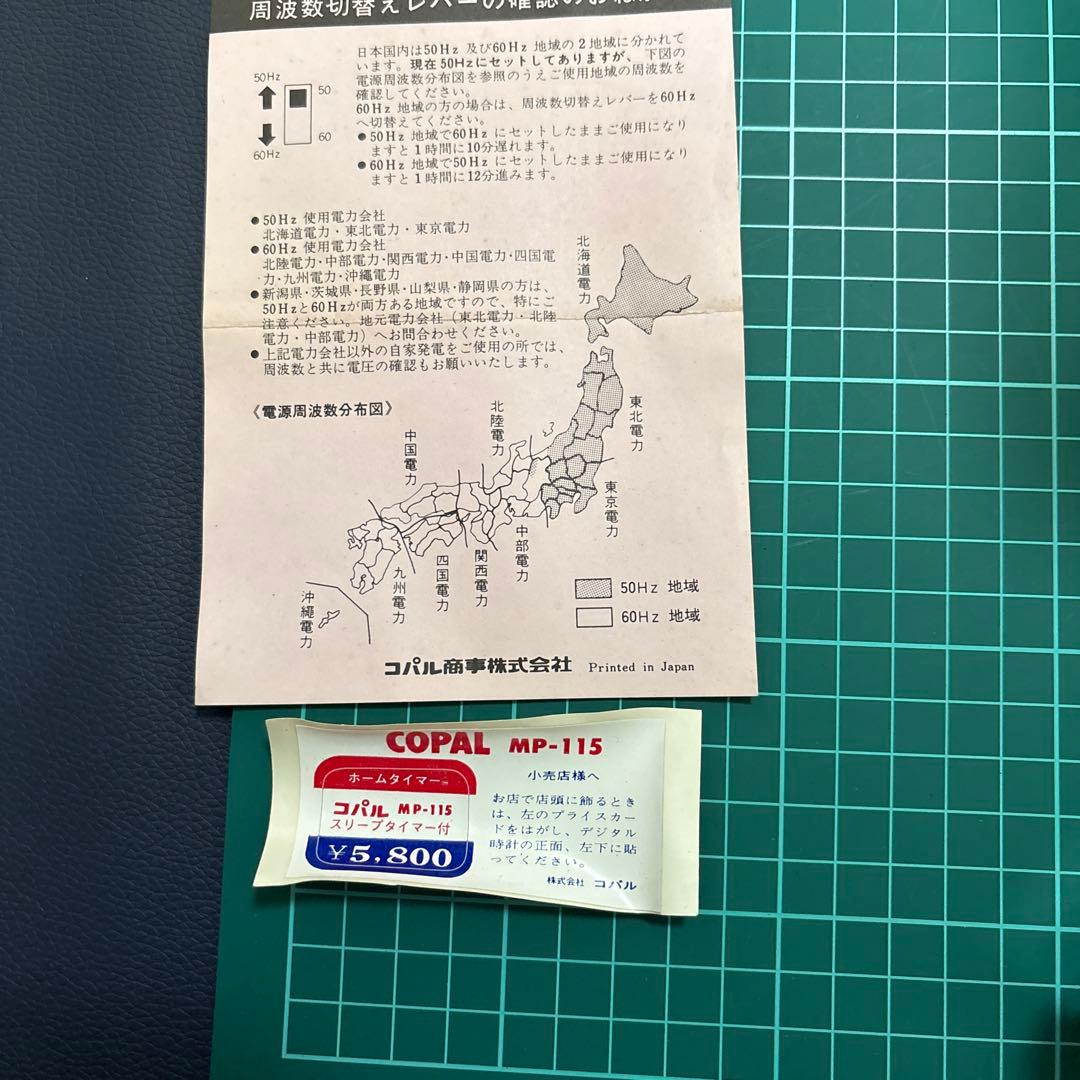 周波数切替えレバーの確認のお
50Hz
60Hz
50
60
日本国内は50Hz 及び60Hz 地域の2地域に分かれて
います。現在50Hzにセットしてありますが、下図の
電源周波数分布図を参照のうえご使用地域の周波数を
確認してください。
60Hz 地域の方の場合は、周波数切替えレバーを60Hz
へ切替えてください。
●50Hz 地域で60Hz にセットしたままご使用になり
ますと1時間に10分遅れます。
●60Hz 地域で50Hz にセットしたままご使用になり
ますと1時間に12分進みます。
●50Hz 使用電力会社
北海道電力・東北電力・東京電力
●60Hz 使用電力会社
北陸電力・中部電力・関西電力・中国電力・四国電
力・九州電力・沖縄電力
●新潟県・茨城県・長野県・山梨県・静岡県の方は、
50Hzと60Hzが両方ある地域ですので、特にご
注意ください。地元電力会社（東北電力・北陸
電力・中部電力）へお問合わせください。
●上記電力会社以外の自家発電をご使用の所では、
周波数と共に電圧の確認もお願いいたします。
《電源周波数分布図》
北海道電力
東北電力
北陸電力
中国電力
東京電力
中部電力
関西電力
四国電力
九州電力
沖縄電力
50Hz 地域
60Hz 地域
コパル商事株式会社 Printed in Japan
COPAL MP-115
ホームタイマー
コパル MP-115
スリープタイマー付
¥5,800
小売店様へ
お店で店頭に飾るとき
は、左のプライスカー
ドをはがし、デジタル
時計の正面、左下に貼
ってください。
株式会社 コパル